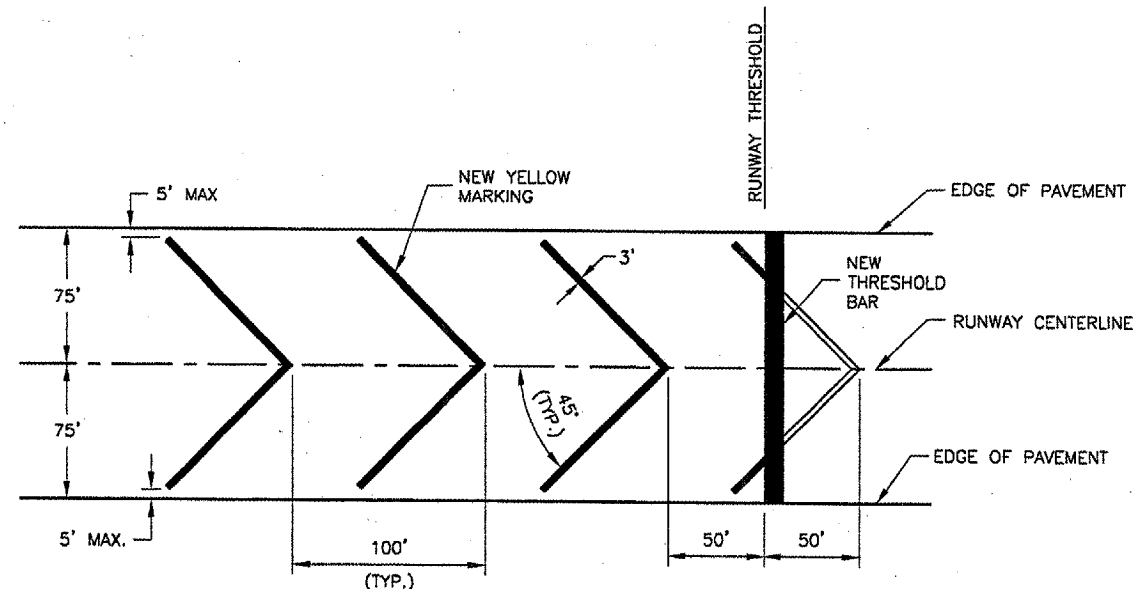 RUNWAY THRESHOLD
5' MAX
NEW YELLOW
MARKING
EDGE OF PAVEMENT
3'
NEW
THRESHOLD
BAR
75'
RUNWAY CENTERLINE
45°
(TYP.)
75'
EDGE OF PAVEMENT
5' MAX.
100'
(TYP.)
50'
50'